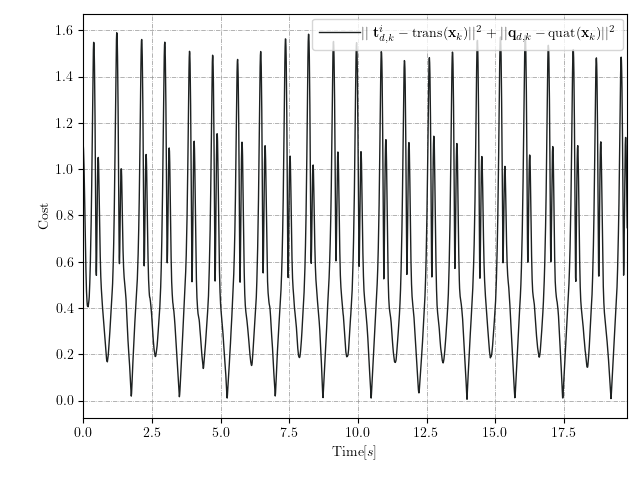 || t^i_{d,k} − trans(x_k)||² + ||q_{d,k} − quat(x_k)||²
1.6
1.4
1.2
1.0
0.8
0.6
0.4
0.2
0.0
Cost
0.0 2.5 5.0 7.5 10.0 12.5 15.0 17.5
Time[s]